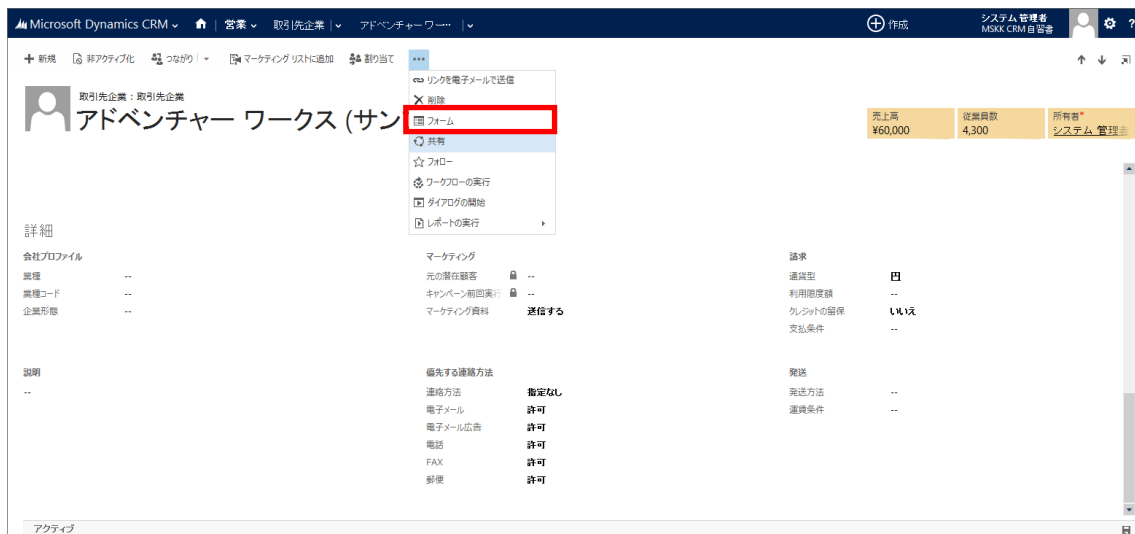 Microsoft Dynamics CRM 営業 取引先企業 アドベンチャー ワー… 作成 システム 管理者 ?
MSKK CRM 自習書
新規 非アクティブ化 つながり マーケティング リストに追加 割り当て •••
リンクを電子メールで送信
削除
フォーム
共有
フォロー
ワークフローの実行
ダイアログの開始
レポートの実行
取引先企業 : 取引先企業
アドベンチャー ワークス (サン
売上高 従業員数 所有者*
¥60,000 4,300 システム 管理者
詳細
会社プロファイル
業種 --
業種コード --
企業形態 --
説明
--
マーケティング
元の潜在顧客 --
キャンペーン前回実行 --
マーケティング資料 送信する
優先する連絡方法
連絡方法 指定なし
電子メール 許可
電子メール広告 許可
電話 許可
FAX 許可
郵便 許可
請求
通貨型 円
利用限度額 --
クレジットの留保 いいえ
支払条件 --
発送
発送方法 --
運賃条件 --
アクティブ